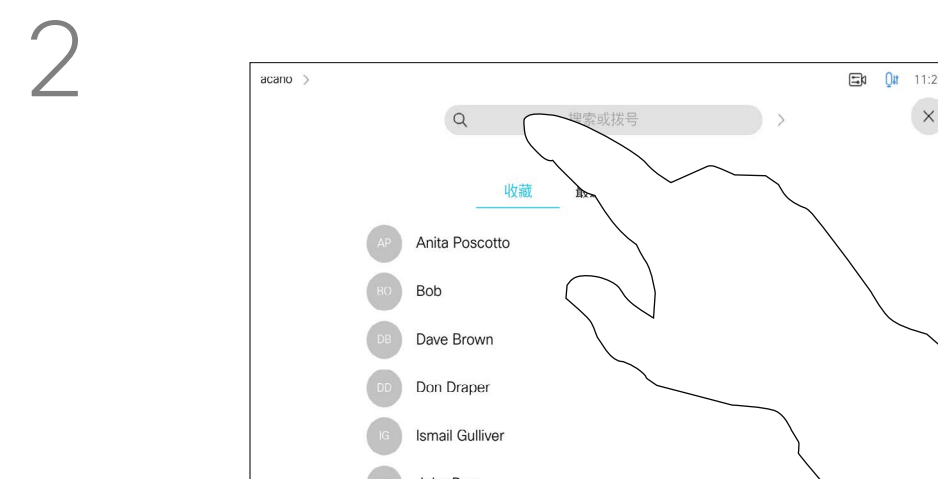 2
acano >
11:2
搜索或拨号 >
收藏
AP Anita Poscotto
BO Bob
DB Dave Brown
DD Don Draper
IG Ismail Gulliver